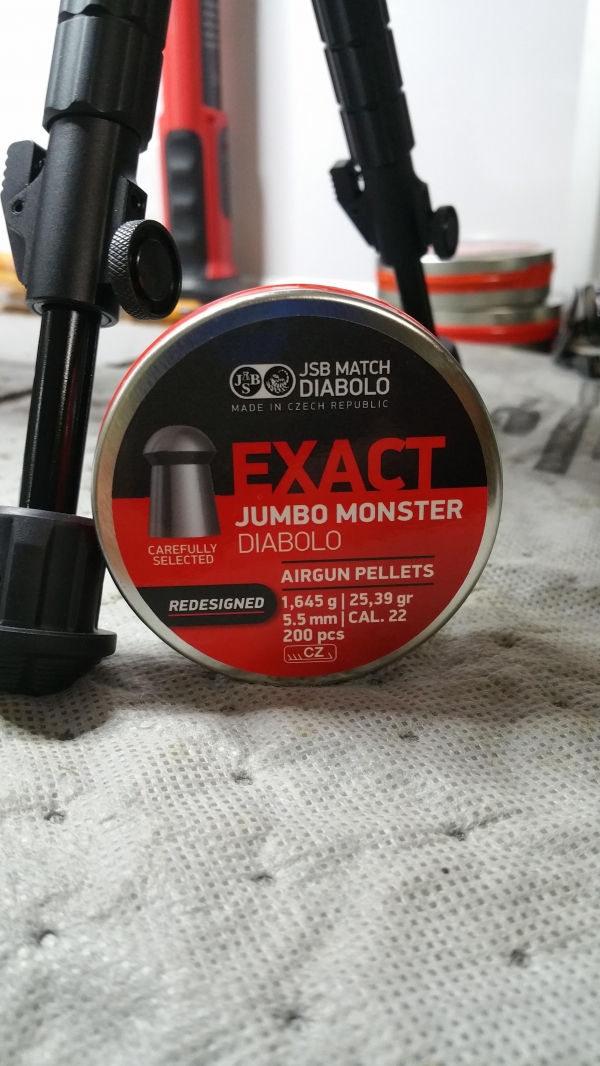 JSB
JSB MATCH
DIABOLO
MADE IN CZECH REPUBLIC
EXACT
JUMBO MONSTER
DIABOLO
CAREFULLY
SELECTED
AIRGUN PELLETS
REDESIGNED
1,645 g | 25,39 gr
5.5 mm | CAL. 22
200 pcs
CZ